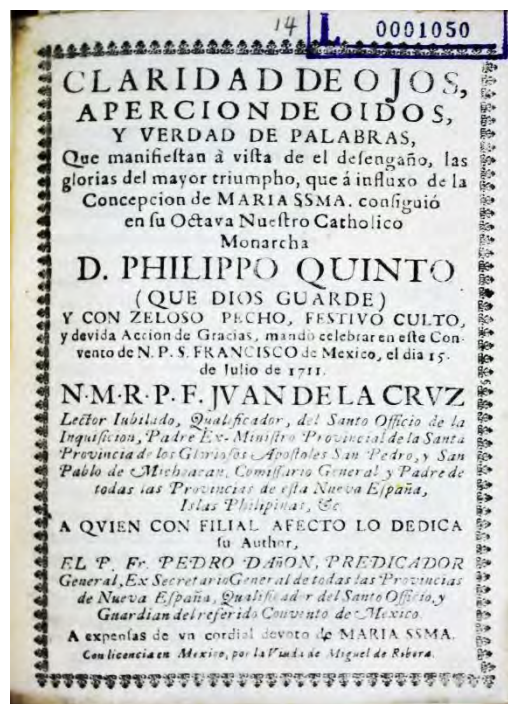 14
L 0001050
CLARIDAD DE OJOS,
APERCION DE OIDOS,
Y VERDAD DE PALABRAS,
Que manifieſtan à viſta de el deſengaño, las
glorias del mayor triumpho, que á influxo de la
Concepcion de MARIA SSMA. conſiguió
en ſu Octava Nueſtro Catholico
Monarcha
D. PHILIPPO QUINTO
(QUE DIOS GUARDE)
Y CON ZELOSO PECHO, FESTIVO CULTO,
y devida Accion de Gracias, mandò celebrar en eſte Con-
vento de N. P. S. FRANCISCO de Mexico, el dia 15.
de Julio de 1711.
N·M·R·P·F. JVAN DE LA CRVZ
Lector Iubilado, Qualificador, del Santo Officio de la
Inquiſicion, Padre Ex-Miniſtro Provincial de la Santa
Provincia de los Glorioſos Apoſtoles San Pedro, y San
Pablo de Michoacan, Comiſſario General y Padre de
todas las Provincias de eſta Nueva Eſpaña,
Islas Philipinas, &c
A QVIEN CON FILIAL AFECTO LO DEDICA
ſu Author,
EL P. Fr. PEDRO DAñON, PREDICADOR
General, Ex Secretario General de todas las Provincias
de Nueva Eſpaña, Qualificador del Santo Officio, y
Guardian del referido Convento de Mexico.
A expenſas de vn cordial devoto de MARIA SSMA.
Con licencia en Mexico, por la Viuda de Miguel de Ribera.